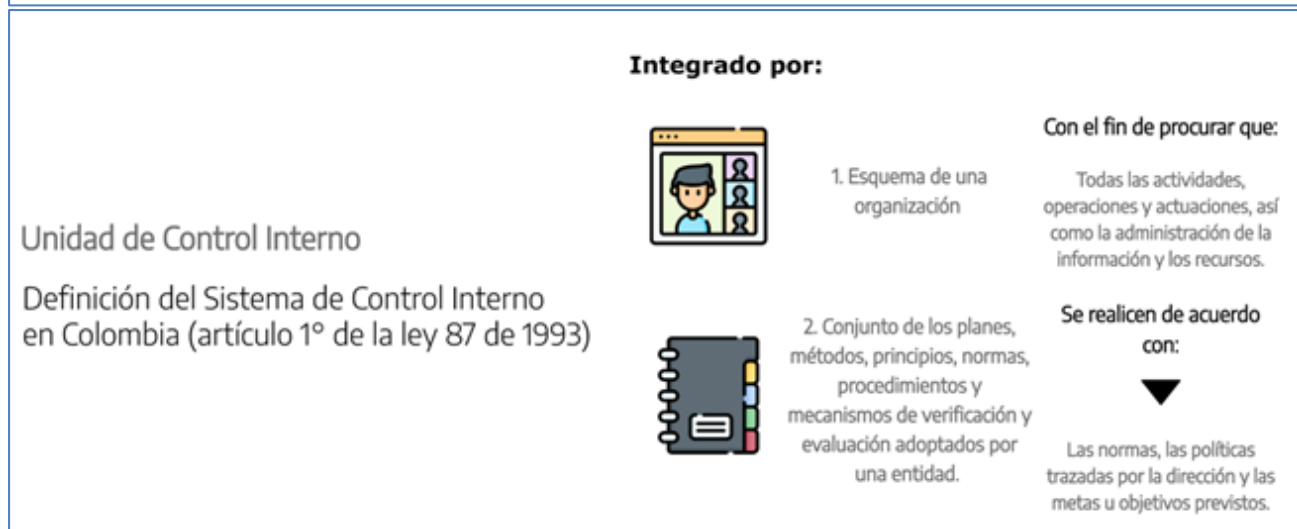 Unidad de Control Interno
Definición del Sistema de Control Interno
en Colombia (artículo 1° de la ley 87 de 1993)
Integrado por:
1. Esquema de una
organización
2. Conjunto de los planes,
métodos, principios, normas,
procedimientos y
mecanismos de verificación y
evaluación adoptados por
una entidad.
Con el fin de procurar que:
Todas las actividades,
operaciones y actuaciones, así
como la administración de la
información y los recursos.
Se realicen de acuerdo
con:
Las normas, las políticas
trazadas por la dirección y las
metas u objetivos previstos.